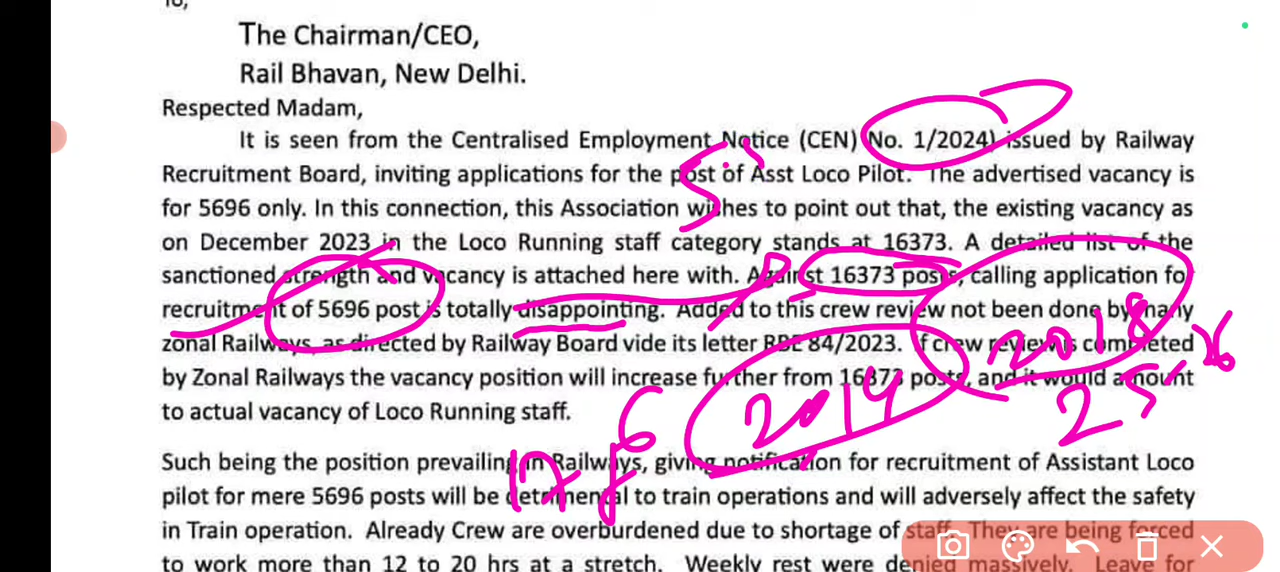 To,
The Chairman/CEO,
Rail Bhavan, New Delhi.
Respected Madam,
It is seen from the Centralised Employment Notice (CEN) No. 1/2024) issued by Railway
Recruitment Board, inviting applications for the post of Asst Loco Pilot. The advertised vacancy is
for 5696 only. In this connection, this Association wishes to point out that, the existing vacancy as
on December 2023 in the Loco Running staff category stands at 16373. A detailed list of the
sanctioned strength and vacancy is attached here with. Against 16373 posts, calling application for
recruitment of 5696 post is totally disappointing. Added to this crew review not been done by many
zonal Railways, as directed by Railway Board vide its letter RBE 84/2023. If crew review is completed
2018
by Zonal Railways the vacancy position will increase further from 16373 posts, and it would amount
2014
to actual vacancy of Loco Running staff.
Such being the position prevailing in Railways, giving notification for recruitment of Assistant Loco
pilot for mere 5696 posts will be detrimental to train operations and will adversely affect the safety
in Train operation. Already Crew are overburdened due to shortage of staff. They are being forced
to work more than 12 to 20 hrs at a stretch. Weekly rest were denied massively. Leave for